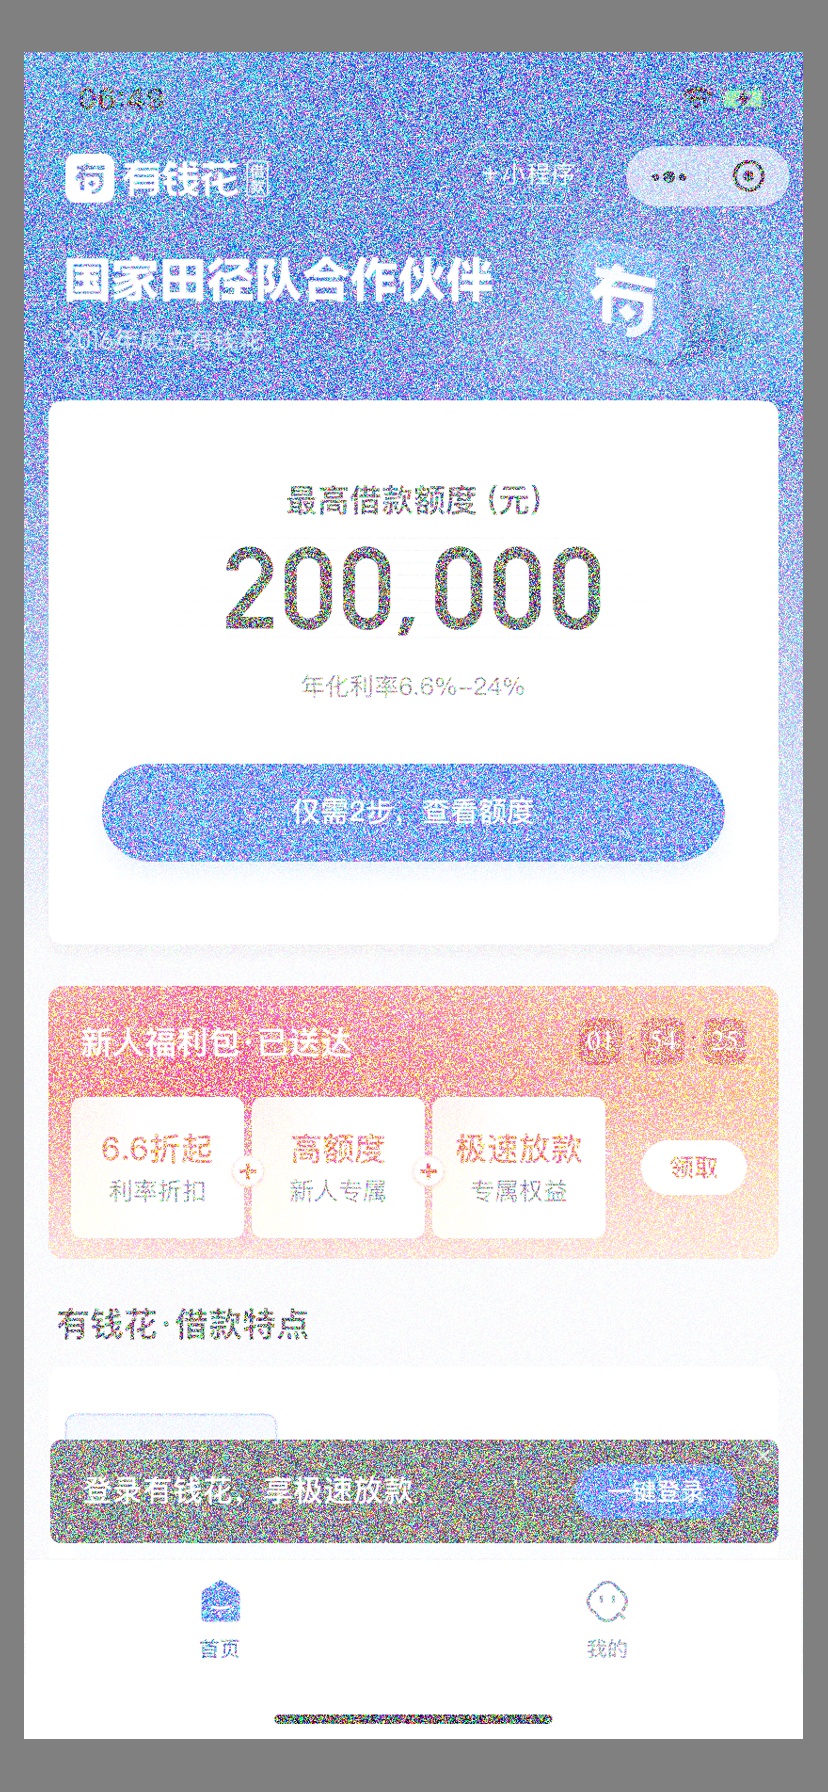 06:49
有钱花 借款
+小程序
国家田径队合作伙伴
2016年成立有钱花
最高借款额度 (元)
200,000
年化利率6.6%-24%
仅需2步，查看额度
新人福利包·已送达
01 : 54 : 25
6.6折起
利率折扣
高额度
新人专属
极速放款
专属权益
领取
有钱花·借款特点
登录有钱花，享极速放款
一键登录
首页
我的